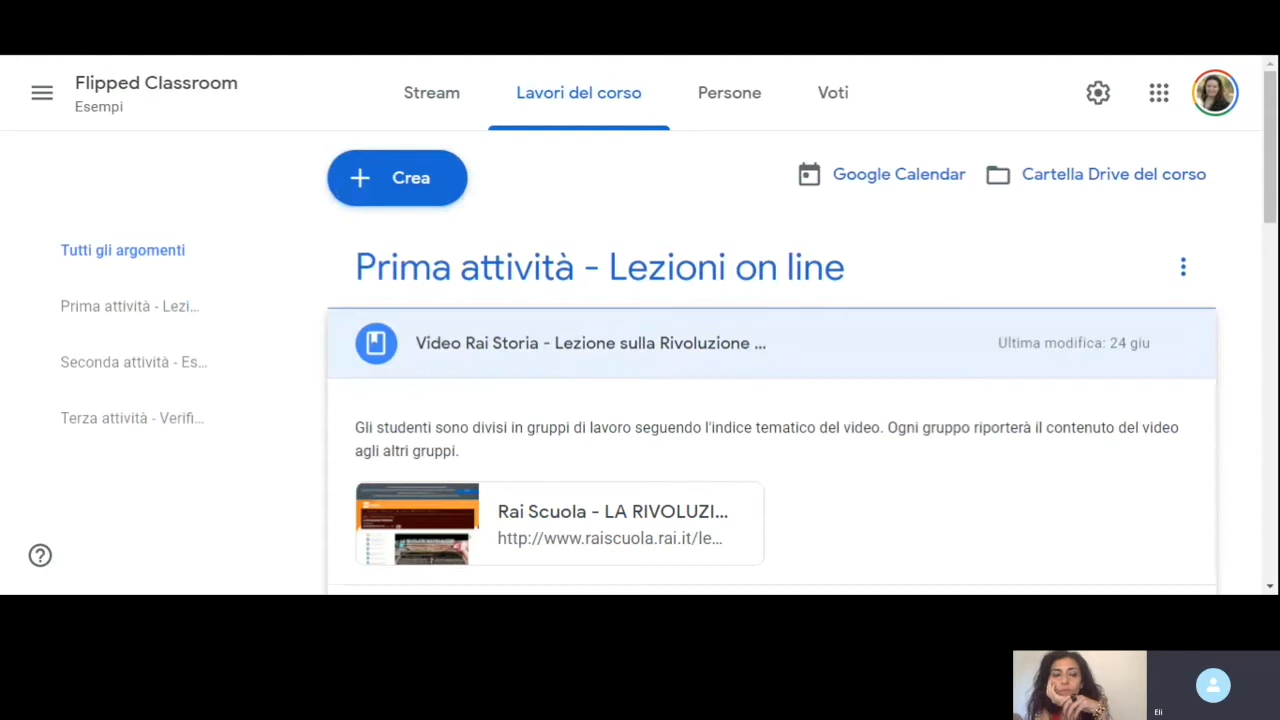 Flipped Classroom
Esempi
Stream
Lavori del corso
Persone
Voti
Crea
Google Calendar
Cartella Drive del corso
Tutti gli argomenti
Prima attività - Lezi...
Seconda attività - Es...
Terza attività - Verifi...
Prima attività - Lezioni on line
Video Rai Storia - Lezione sulla Rivoluzione ...
Ultima modifica: 24 giu
Gli studenti sono divisi in gruppi di lavoro seguendo l'indice tematico del video. Ogni gruppo riporterà il contenuto del video
agli altri gruppi.
Rai Scuola - LA RIVOLUZI...
http://www.raiscuola.rai.it/le...
Eli